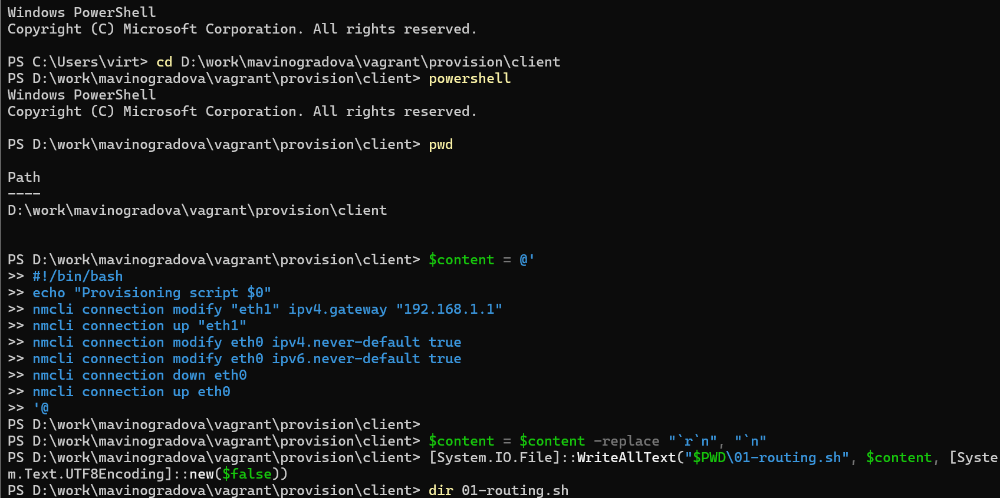 Windows PowerShell
Copyright (C) Microsoft Corporation. All rights reserved.
PS C:\Users\virt> cd D:\work\mavinogradova\vagrant\provision\client
PS D:\work\mavinogradova\vagrant\provision\client> powershell
Windows PowerShell
Copyright (C) Microsoft Corporation. All rights reserved.
PS D:\work\mavinogradova\vagrant\provision\client> pwd
Path
----
D:\work\mavinogradova\vagrant\provision\client
PS D:\work\mavinogradova\vagrant\provision\client> $content = @'
>> #!/bin/bash
>> echo "Provisioning script $0"
>> nmcli connection modify "eth1" ipv4.gateway "192.168.1.1"
>> nmcli connection up "eth1"
>> nmcli connection modify eth0 ipv4.never-default true
>> nmcli connection modify eth0 ipv6.never-default true
>> nmcli connection down eth0
>> nmcli connection up eth0
>> '@
PS D:\work\mavinogradova\vagrant\provision\client>
PS D:\work\mavinogradova\vagrant\provision\client> $content = $content -replace "`r`n", "`n"
PS D:\work\mavinogradova\vagrant\provision\client> [System.IO.File]::WriteAllText("$PWD\01-routing.sh", $content, [Syste
m.Text.UTF8Encoding]::new($false))
PS D:\work\mavinogradova\vagrant\provision\client> dir 01-routing.sh